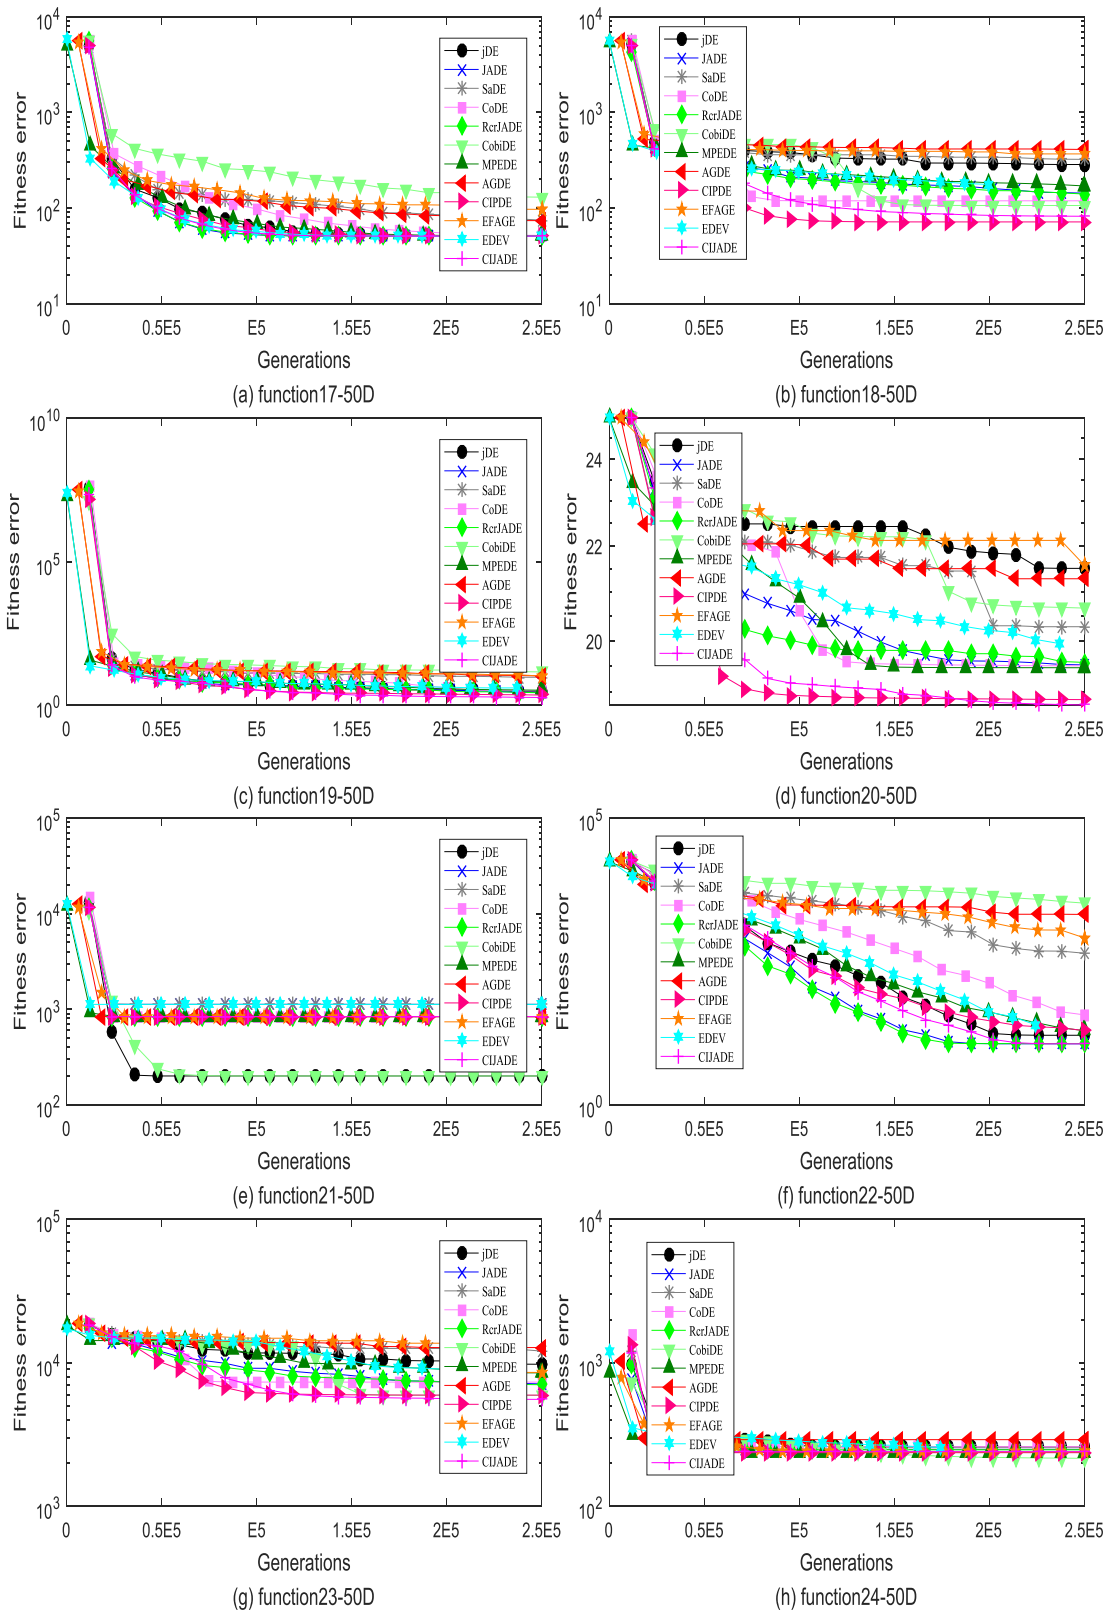 10^4
10^3
10^2
10^1
Fitness error
jDE
JADE
SaDE
CoDE
RcrJADE
CobiDE
MPEDE
AGDE
CIPDE
EFAGE
EDEV
CIJADE
0 0.5E5 E5 1.5E5 2E5 2.5E5
Generations
(a) function17-50D
10^4
10^3
10^2
10^1
Fitness error
jDE
JADE
SaDE
CoDE
RcrJADE
CobiDE
MPEDE
AGDE
CIPDE
EFAGE
EDEV
CIJADE
0 0.5E5 E5 1.5E5 2E5 2.5E5
Generations
(b) function18-50D
10^10
10^5
10^0
Fitness error
jDE
JADE
SaDE
CoDE
RcrJADE
CobiDE
MPEDE
AGDE
CIPDE
EFAGE
EDEV
CIJADE
0 0.5E5 E5 1.5E5 2E5 2.5E5
Generations
(c) function19-50D
24
22
20
Fitness error
jDE
JADE
SaDE
CoDE
RcrJADE
CobiDE
MPEDE
AGDE
CIPDE
EFAGE
EDEV
CIJADE
0 0.5E5 E5 1.5E5 2E5 2.5E5
Generations
(d) function20-50D
10^5
10^4
10^3
10^2
Fitness error
jDE
JADE
SaDE
CoDE
RcrJADE
CobiDE
MPEDE
AGDE
CIPDE
EFAGE
EDEV
CIJADE
0 0.5E5 E5 1.5E5 2E5 2.5E5
Generations
(e) function21-50D
10^5
10^0
Fitness error
jDE
JADE
SaDE
CoDE
RcrJADE
CobiDE
MPEDE
AGDE
CIPDE
EFAGE
EDEV
CIJADE
0 0.5E5 E5 1.5E5 2E5 2.5E5
Generations
(f) function22-50D
10^5
10^4
10^3
Fitness error
jDE
JADE
SaDE
CoDE
RcrJADE
CobiDE
MPEDE
AGDE
CIPDE
EFAGE
EDEV
CIJADE
0 0.5E5 E5 1.5E5 2E5 2.5E5
Generations
(g) function23-50D
10^4
10^3
10^2
Fitness error
jDE
JADE
SaDE
CoDE
RcrJADE
CobiDE
MPEDE
AGDE
CIPDE
EFAGE
EDEV
CIJADE
0 0.5E5 E5 1.5E5 2E5 2.5E5
Generations
(h) function24-50D